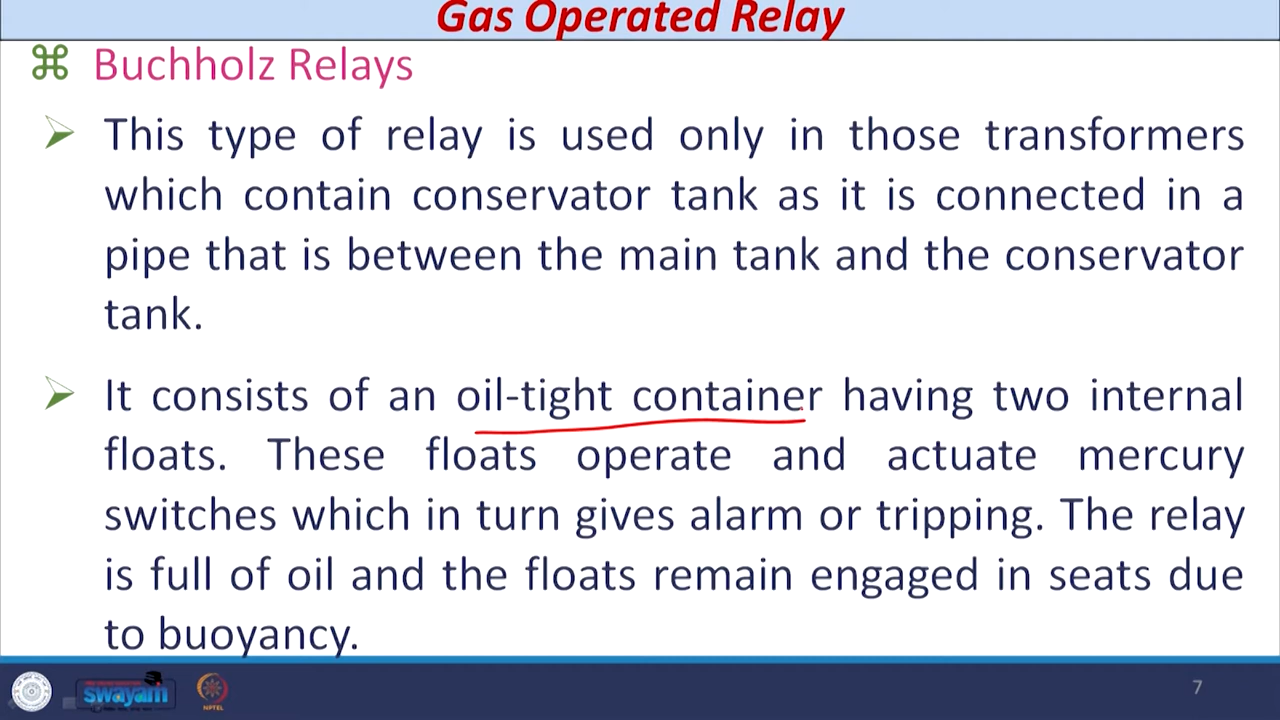 Gas Operated Relay
⌘ Buchholz Relays
➢ This type of relay is used only in those transformers
which contain conservator tank as it is connected in a
pipe that is between the main tank and the conservator
tank.
➢ It consists of an oil-tight container having two internal
floats. These floats operate and actuate mercury
switches which in turn gives alarm or tripping. The relay
is full of oil and the floats remain engaged in seats due
to buoyancy.
swayam
NPTEL
7